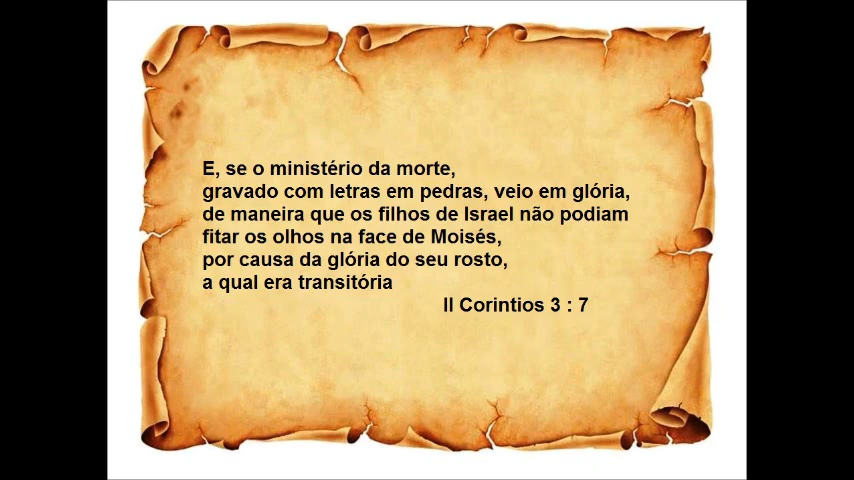 E, se o ministério da morte,
gravado com letras em pedras, veio em glória,
de maneira que os filhos de Israel não podiam
fitar os olhos na face de Moisés,
por causa da glória do seu rosto,
a qual era transitória
II Corintios 3 : 7